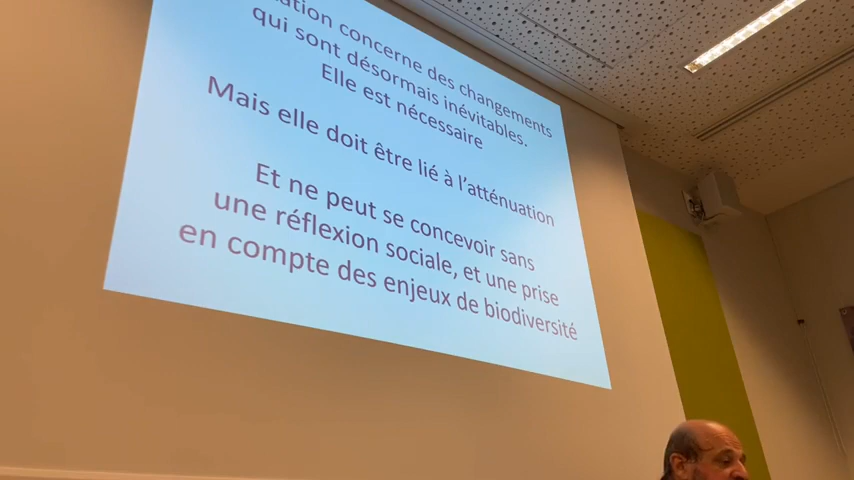 concerne des changements
qui sont désormais inévitables.
Elle est nécessaire
Mais elle doit être lié à l'atténuation
Et ne peut se concevoir sans
une réflexion sociale, et une prise
en compte des enjeux de biodiversité